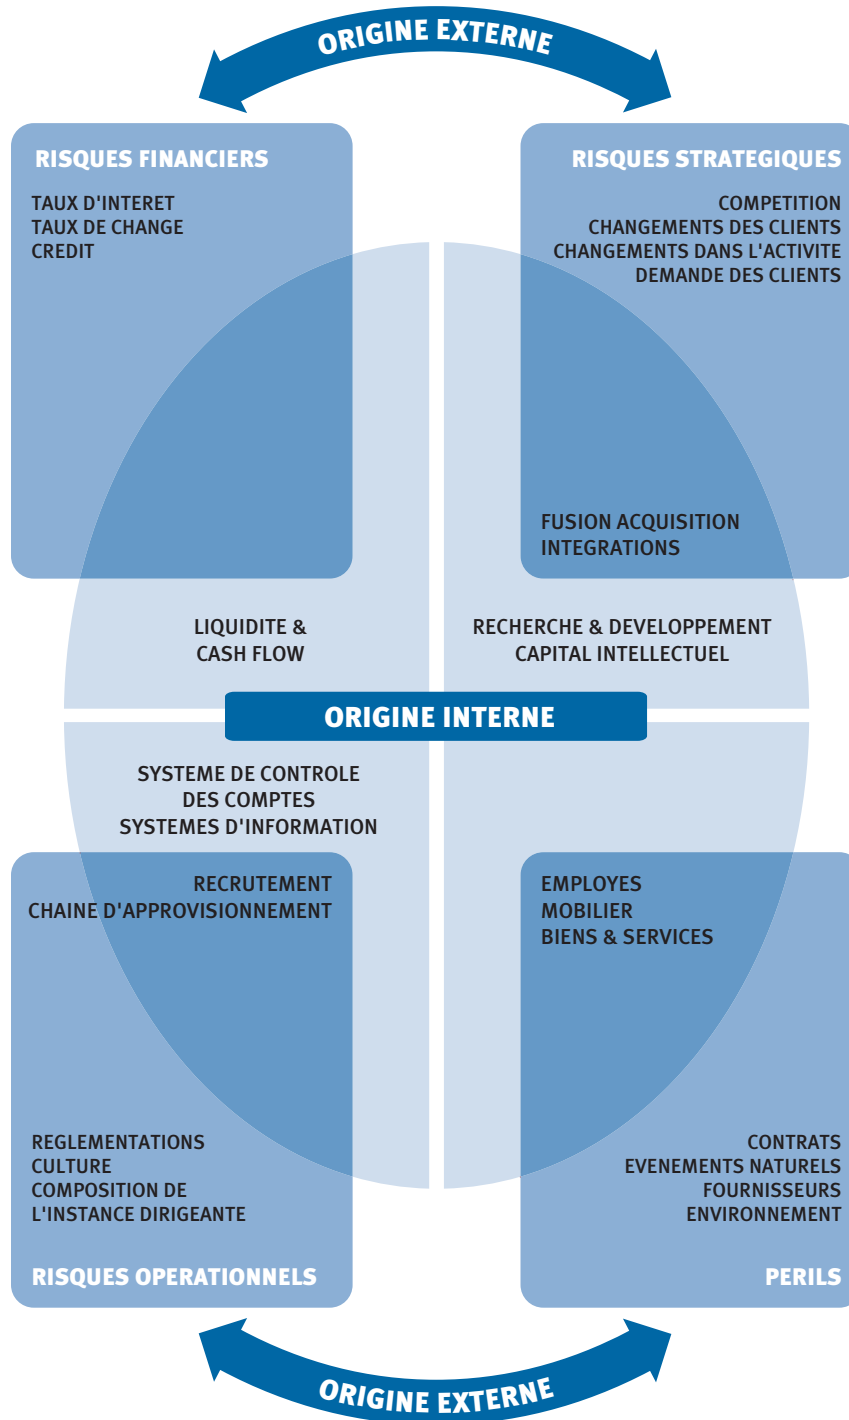 ORIGINE EXTERNE
RISQUES FINANCIERS
TAUX D'INTERET
TAUX DE CHANGE
CREDIT
RISQUES STRATEGIQUES
COMPETITION
CHANGEMENTS DES CLIENTS
CHANGEMENTS DANS L'ACTIVITE
DEMANDE DES CLIENTS
FUSION ACQUISITION
INTEGRATIONS
LIQUIDITE &
CASH FLOW
RECHERCHE & DEVELOPPEMENT
CAPITAL INTELLECTUEL
ORIGINE INTERNE
SYSTEME DE CONTROLE
DES COMPTES
SYSTEMES D'INFORMATION
RECRUTEMENT
CHAINE D'APPROVISIONNEMENT
EMPLOYES
MOBILIER
BIENS & SERVICES
REGLEMENTATIONS
CULTURE
COMPOSITION DE
L'INSTANCE DIRIGEANTE
RISQUES OPERATIONNELS
CONTRATS
EVENEMENTS NATURELS
FOURNISSEURS
ENVIRONNEMENT
PERILS
ORIGINE EXTERNE